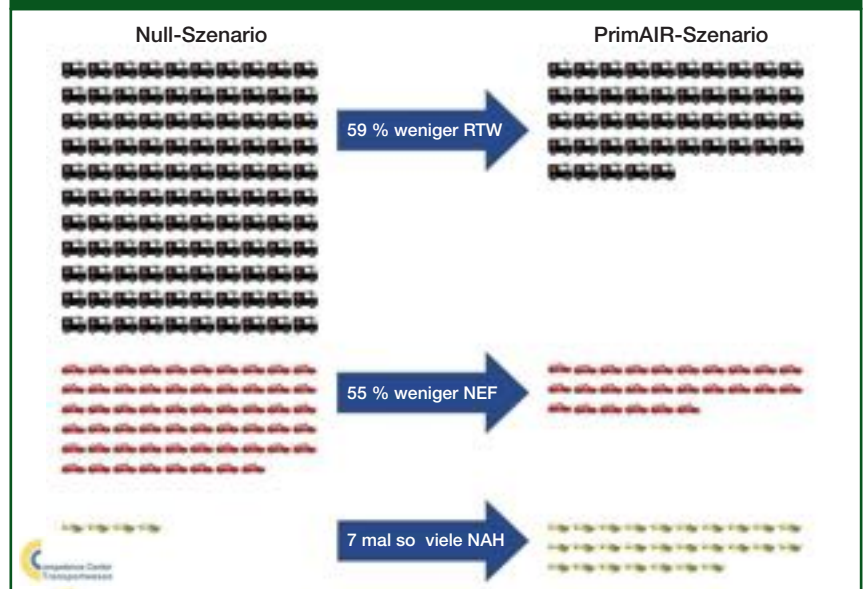 Null-Szenario
PrimAIR-Szenario
59 % weniger RTW
55 % weniger NEF
7 mal so viele NAH
Competence Center
Transportwesen